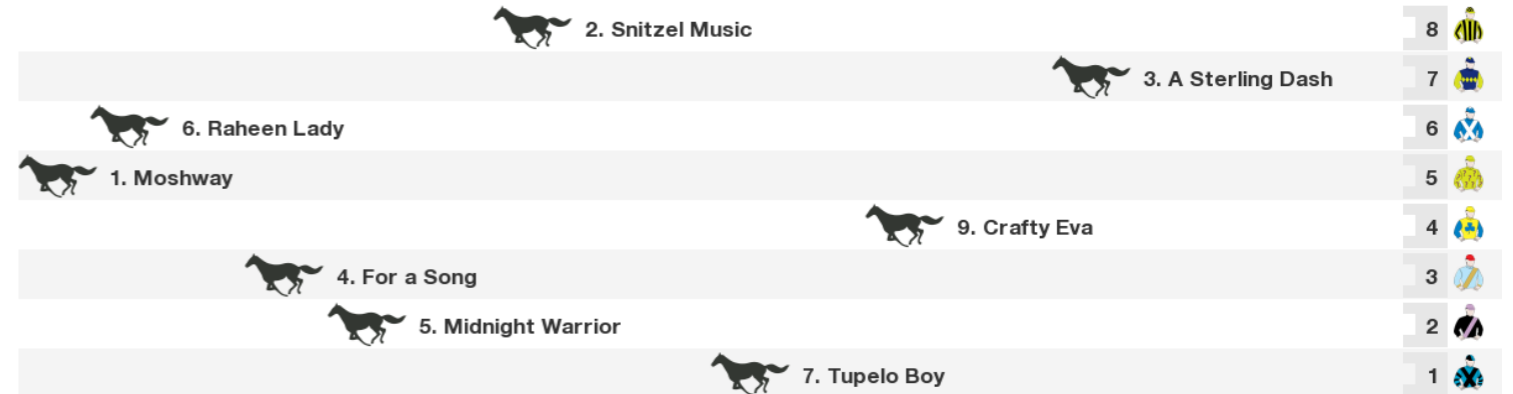 2. Snitzel Music 8
3. A Sterling Dash 7
6. Raheen Lady 6
1. Moshway 5
9. Crafty Eva 4
4. For a Song 3
5. Midnight Warrior 2
7. Tupelo Boy 1